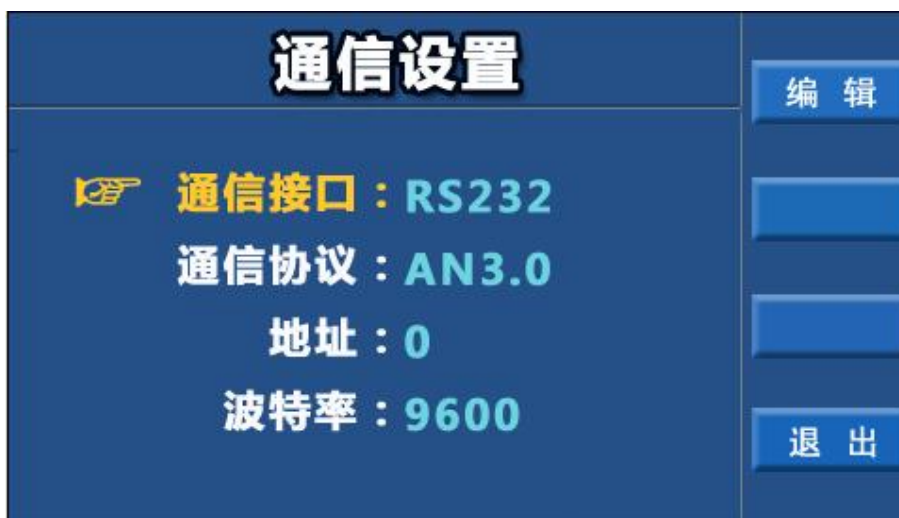 通信设置
通信接口：RS232
通信协议：AN3.0
地址：0
波特率：9600
编 辑
退 出